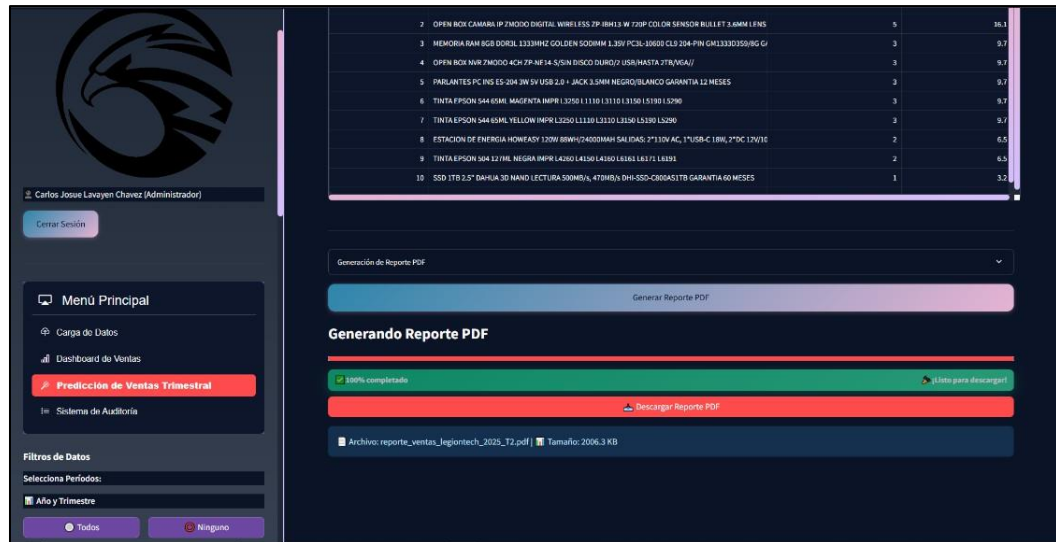 Carlos Josue Lavayen Chavez (Administrador)
Cerrar Sesión
Menú Principal
Carga de Datos
Dashboard de Ventas
Predicción de Ventas Trimestral
Sistema de Auditoría
Filtros de Datos
Selecciona Períodos:
Año y Trimestre
Todos Ninguno
2 OPEN BOX CAMARA IP ZMODO DIGITAL WIRELESS ZP-IBH13-W 720P COLOR SENSOR BULLET 3.6MM LENS 5 16.1
3 MEMORIA RAM 8GB DDR3L 1333MHZ GOLDEN SODIMM 1.35V PC3L-10600 CL9 204-PIN GM1333D3S9/8G GA 3 9.7
4 OPEN BOX NVR ZMODO 4CH ZP-NE14-S/SIN DISCO DURO/2 USB/HASTA 2TB/VGA// 3 9.7
5 PARLANTES PC INS ES-204 3W 5V USB 2.0 + JACK 3.5MM NEGRO/BLANCO GARANTIA 12 MESES 3 9.7
6 TINTA EPSON 544 65ML MAGENTA IMPR L3250 L1110 L3110 L3150 L5190 L5290 3 9.7
7 TINTA EPSON 544 65ML YELLOW IMPR L3250 L1110 L3110 L3150 L5190 L5290 3 9.7
8 ESTACION DE ENERGIA HOWEASY 120W 88WH/24000MAH SALIDAS: 2*110V AC, 1*USB-C 18W, 2*DC 12V/10 2 6.5
9 TINTA EPSON 504 127ML NEGRA IMPR L4260 L4150 L4160 L6161 L6171 L6191 2 6.5
10 SSD 1TB 2.5" DAHUA 3D NAND LECTURA 500MB/s, 470MB/s DHI-SSD-C800AS1TB GARANTIA 60 MESES 1 3.2
Generación de Reporte PDF
Generar Reporte PDF
Generando Reporte PDF
100% completado ¡Listo para descargar!
Descargar Reporte PDF
Archivo: reporte_ventas_legiontech_2025_T2.pdf | Tamaño: 2006.3 KB